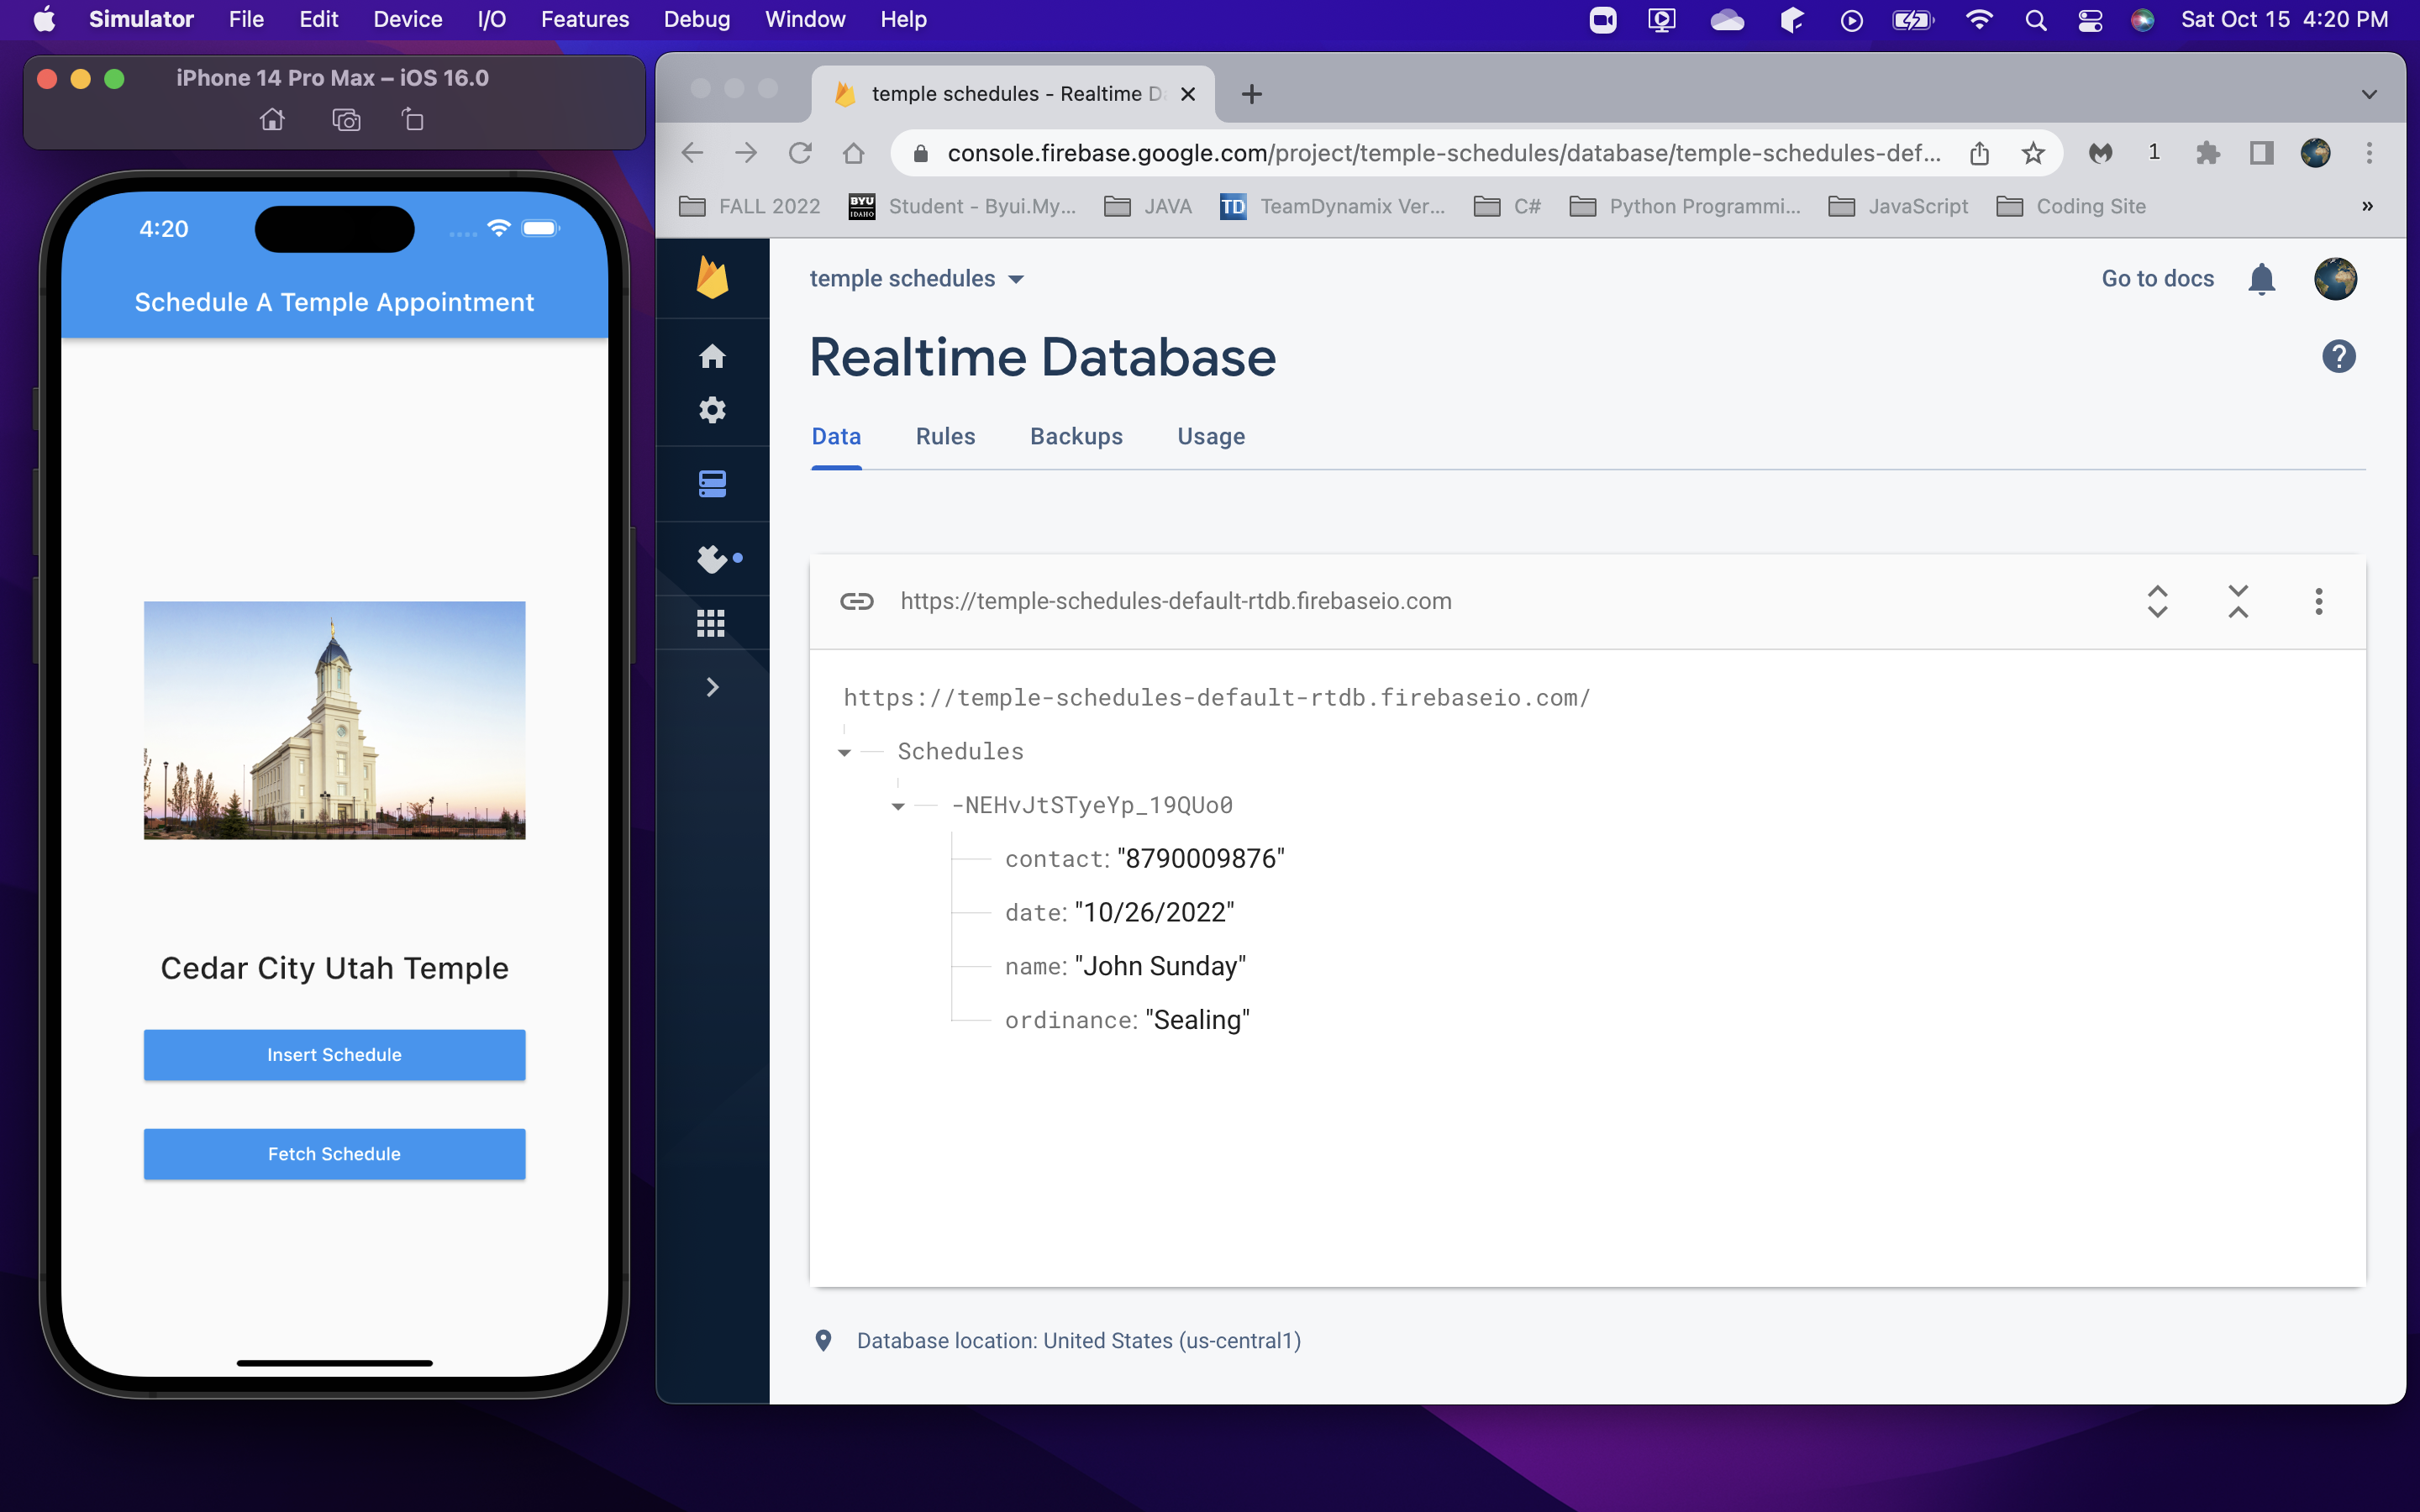 Simulator File Edit Device I/O Features Debug Window Help Sat Oct 15 4:20 PM
iPhone 14 Pro Max – iOS 16.0
4:20
Schedule A Temple Appointment
Cedar City Utah Temple
Insert Schedule
Fetch Schedule
temple schedules - Realtime D
console.firebase.google.com/project/temple-schedules/database/temple-schedules-def... 1
FALL 2022 BYU IDAHO Student - Byui.My... JAVA TD TeamDynamix Ver... C# Python Programmi... JavaScript Coding Site »
temple schedules Go to docs
Realtime Database ?
Data Rules Backups Usage
https://temple-schedules-default-rtdb.firebaseio.com
https://temple-schedules-default-rtdb.firebaseio.com/
Schedules
-NEHvJtSTyeYp_19QUo0
contact: "8790009876"
date: "10/26/2022"
name: "John Sunday"
ordinance: "Sealing"
Database location: United States (us-central1)